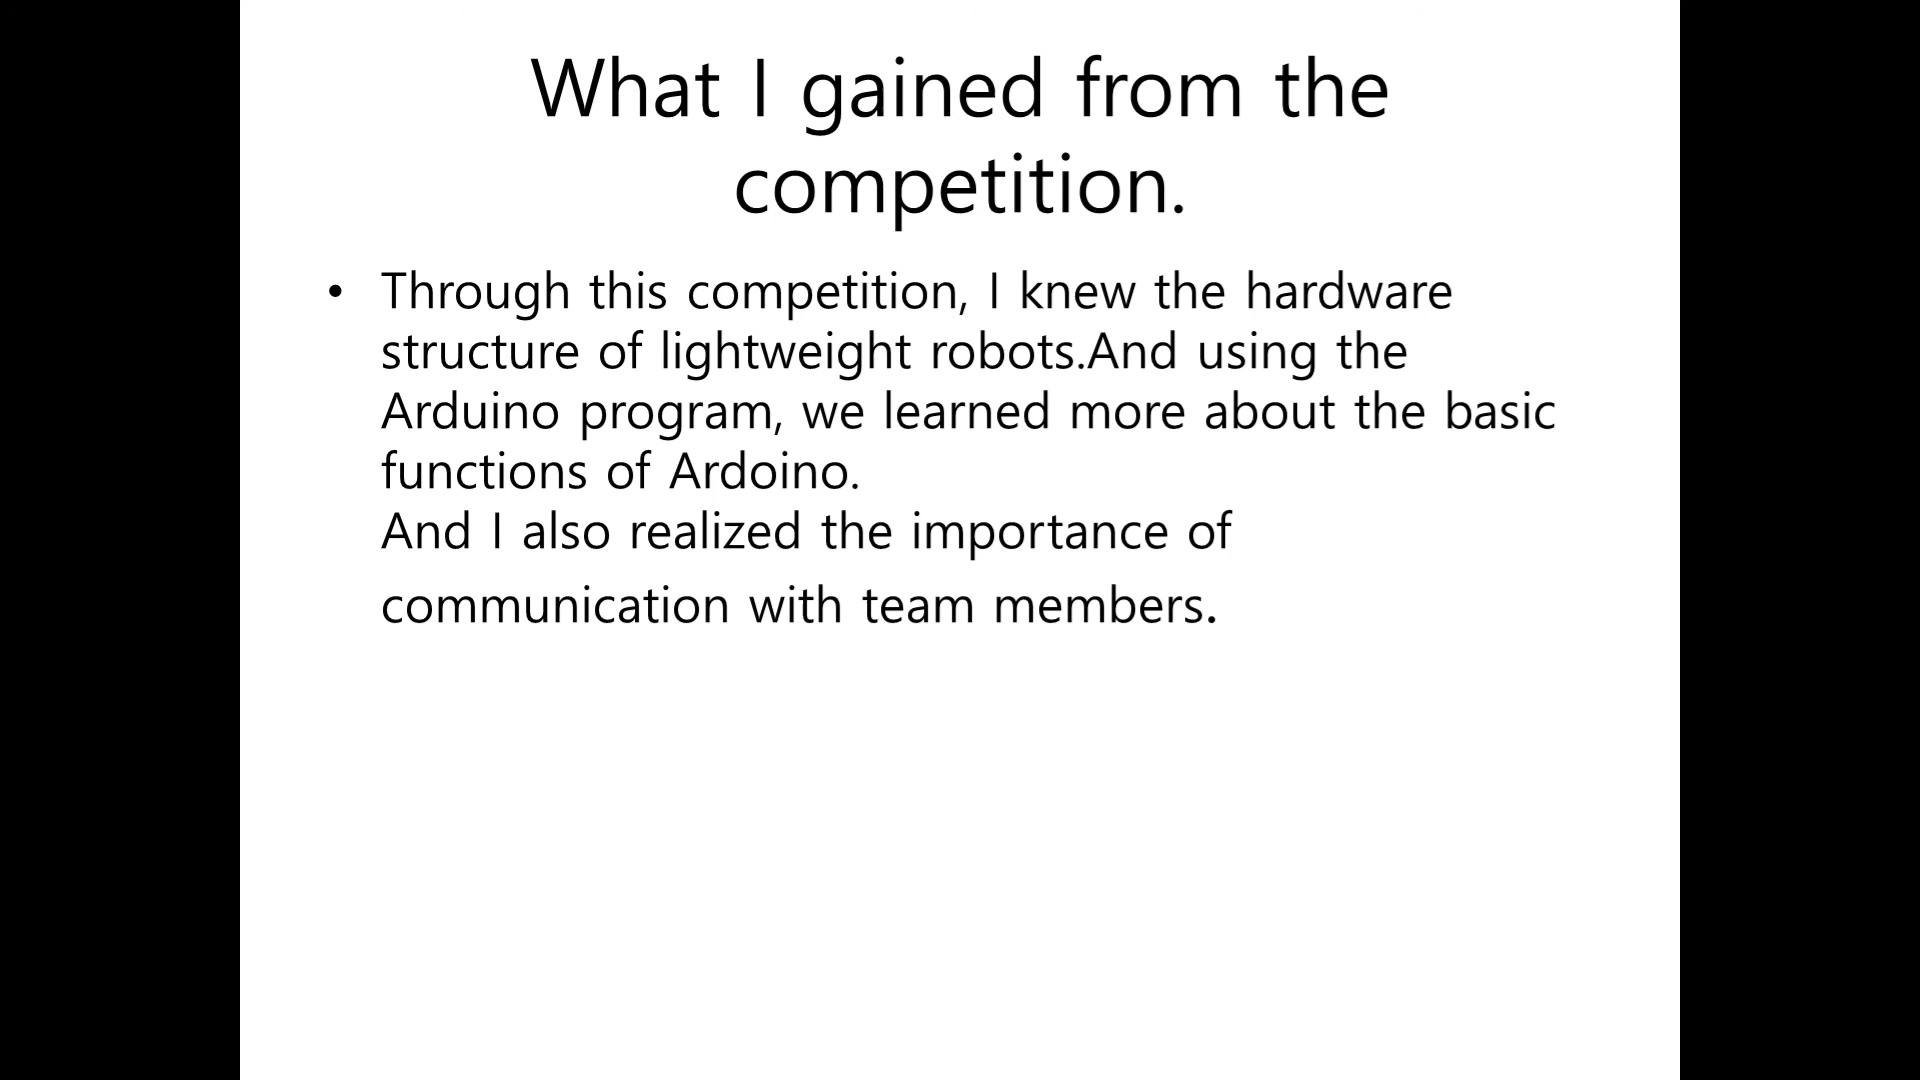 What I gained from the
competition.
• Through this competition, I knew the hardware
structure of lightweight robots.And using the
Arduino program, we learned more about the basic
functions of Ardoino.
And I also realized the importance of
communication with team members.